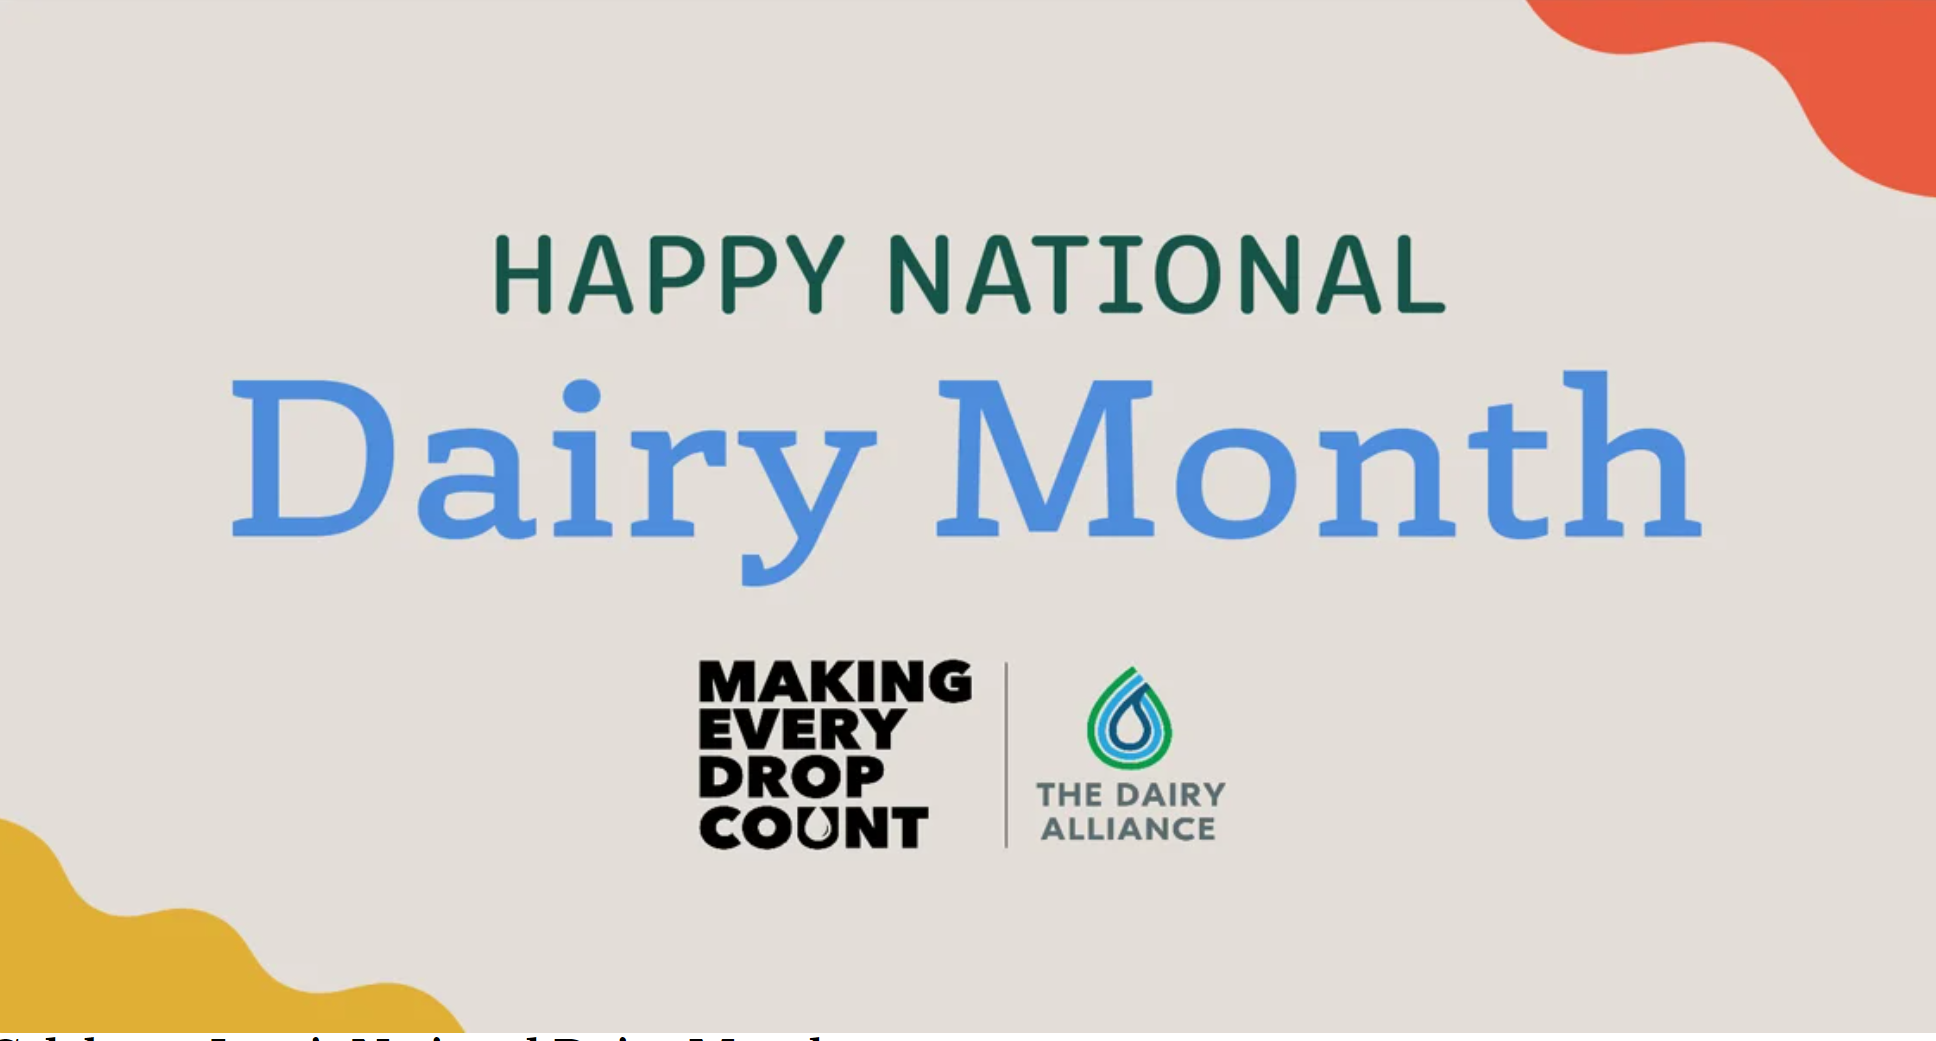 HAPPY NATIONAL
Dairy Month
MAKING
EVERY
DROP
COUNT
THE DAIRY
ALLIANCE